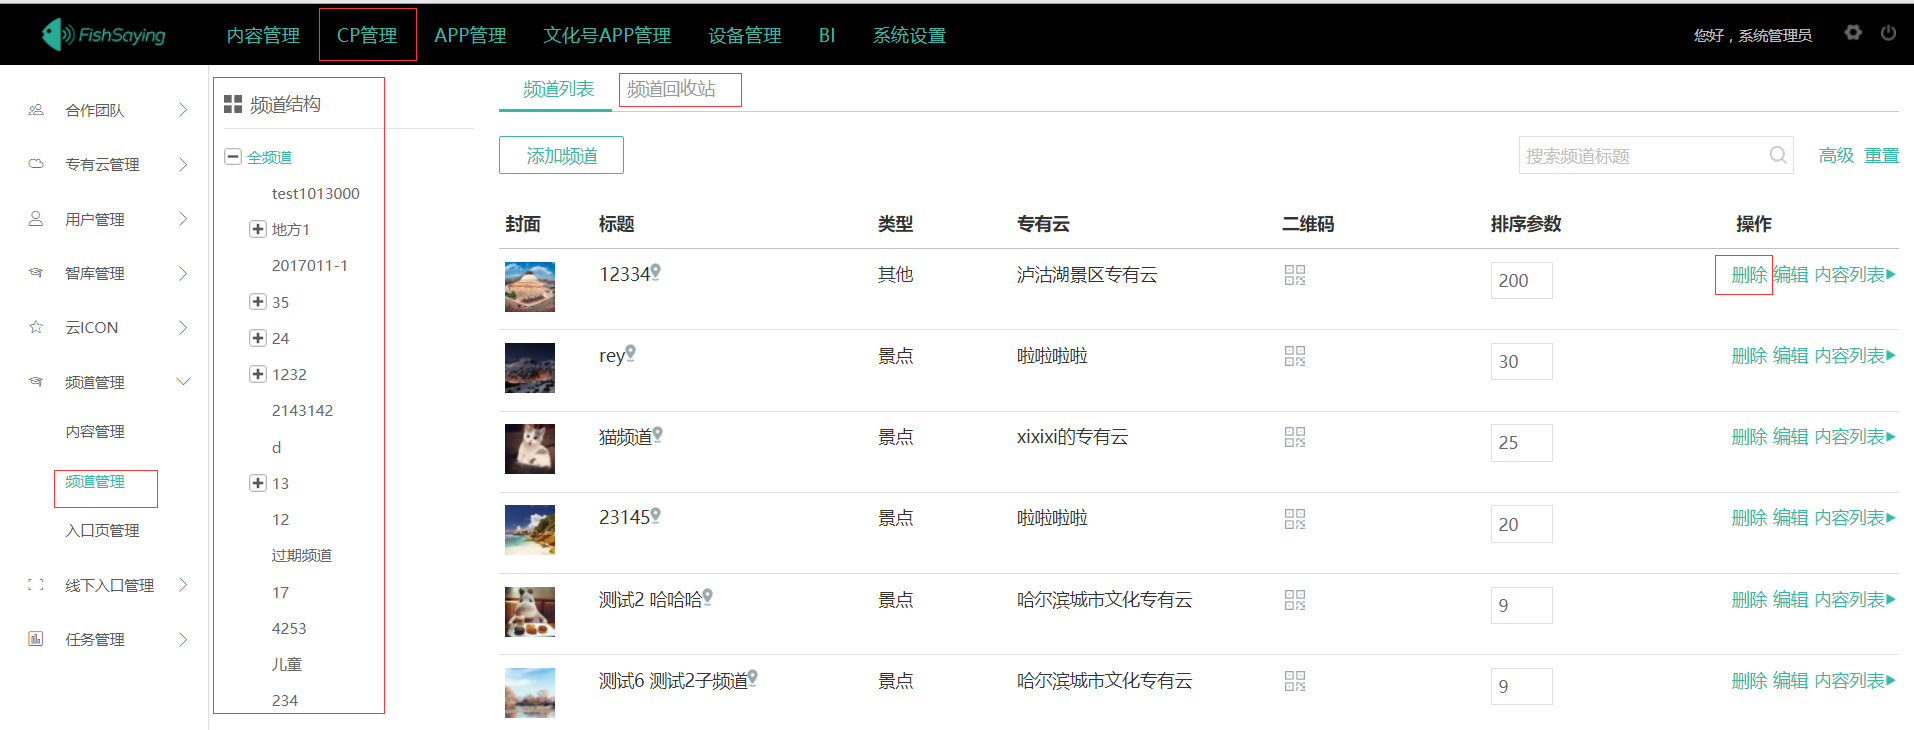 FishSaying 内容管理 CP管理 APP管理 文化号APP管理 设备管理 BI 系统设置 您好，系统管理员
合作团队
专有云管理
用户管理
智库管理
云ICON
频道管理
内容管理
频道管理
入口页管理
线下入口管理
任务管理
频道结构
全频道
test1013000
地方1
2017011-1
35
24
1232
2143142
d
13
12
过期频道
17
4253
儿童
234
频道列表 频道回收站
添加频道 搜索频道标题 高级 重置
封面 标题 类型 专有云 二维码 排序参数 操作
12334 其他 泸沽湖景区专有云 200 删除 编辑 内容列表
rey 景点 啦啦啦啦 30 删除 编辑 内容列表
猫频道 景点 xixixi的专有云 25 删除 编辑 内容列表
23145 景点 啦啦啦啦 20 删除 编辑 内容列表
测试2 哈哈哈 景点 哈尔滨城市文化专有云 9 删除 编辑 内容列表
测试6 测试2子频道 景点 哈尔滨城市文化专有云 9 删除 编辑 内容列表